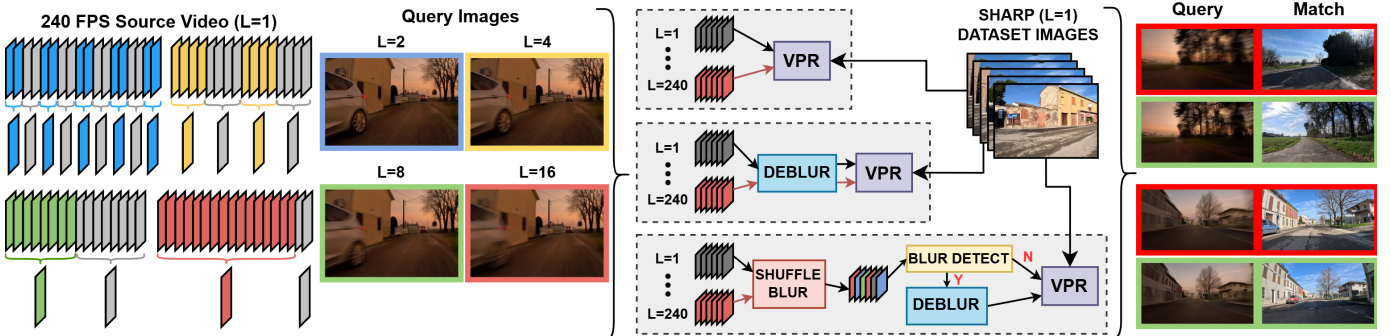 240 FPS Source Video (L=1)
Query Images
L=2
L=4
L=8
L=16
L=1
L=240
VPR
L=1
L=240
DEBLUR
VPR
L=1
L=240
SHUFFLE
BLUR
BLUR DETECT
N
Y
DEBLUR
VPR
SHARP (L=1)
DATASET IMAGES
Query
Match